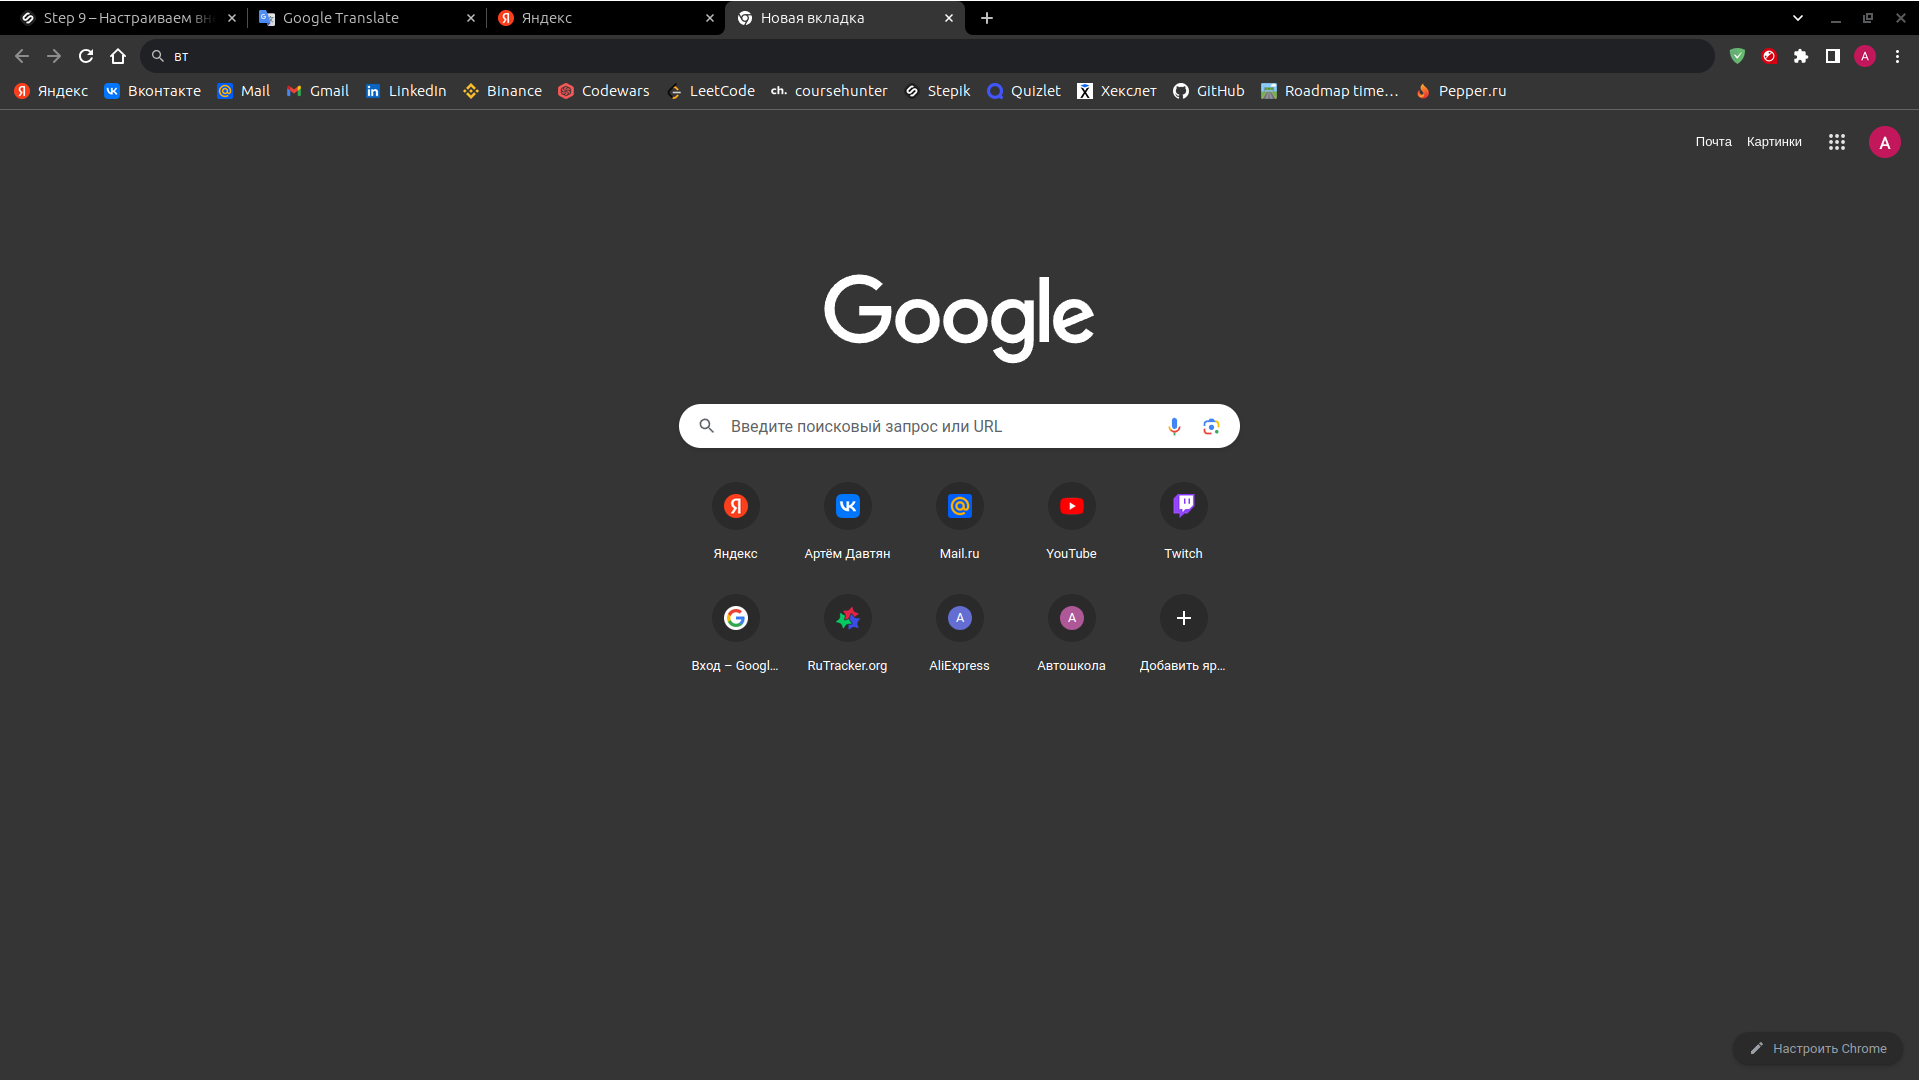 Step 9 – Настраиваем вн
Google Translate
Яндекс
Новая вкладка
вт
Яндекс
Вконтакте
Mail
Gmail
LinkedIn
Binance
Codewars
LeetCode
ch. coursehunter
Stepik
Quizlet
Хекслет
GitHub
Roadmap time…
Pepper.ru
Почта
Картинки
A
Google
Введите поисковый запрос или URL
Яндекс
Артём Давтян
Mail.ru
YouTube
Twitch
Вход – Googl...
RuTracker.org
AliExpress
Автошкола
Добавить яр...
Настроить Chrome